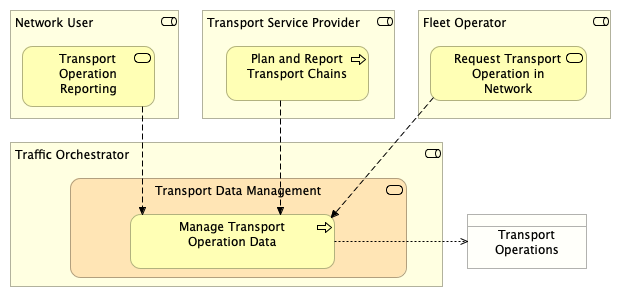 Network User
Transport
Operation
Reporting
Transport Service Provider
Plan and Report
Transport Chains
Fleet Operator
Request Transport
Operation in
Network
Traffic Orchestrator
Transport Data Management
Manage Transport
Operation Data
Transport
Operations